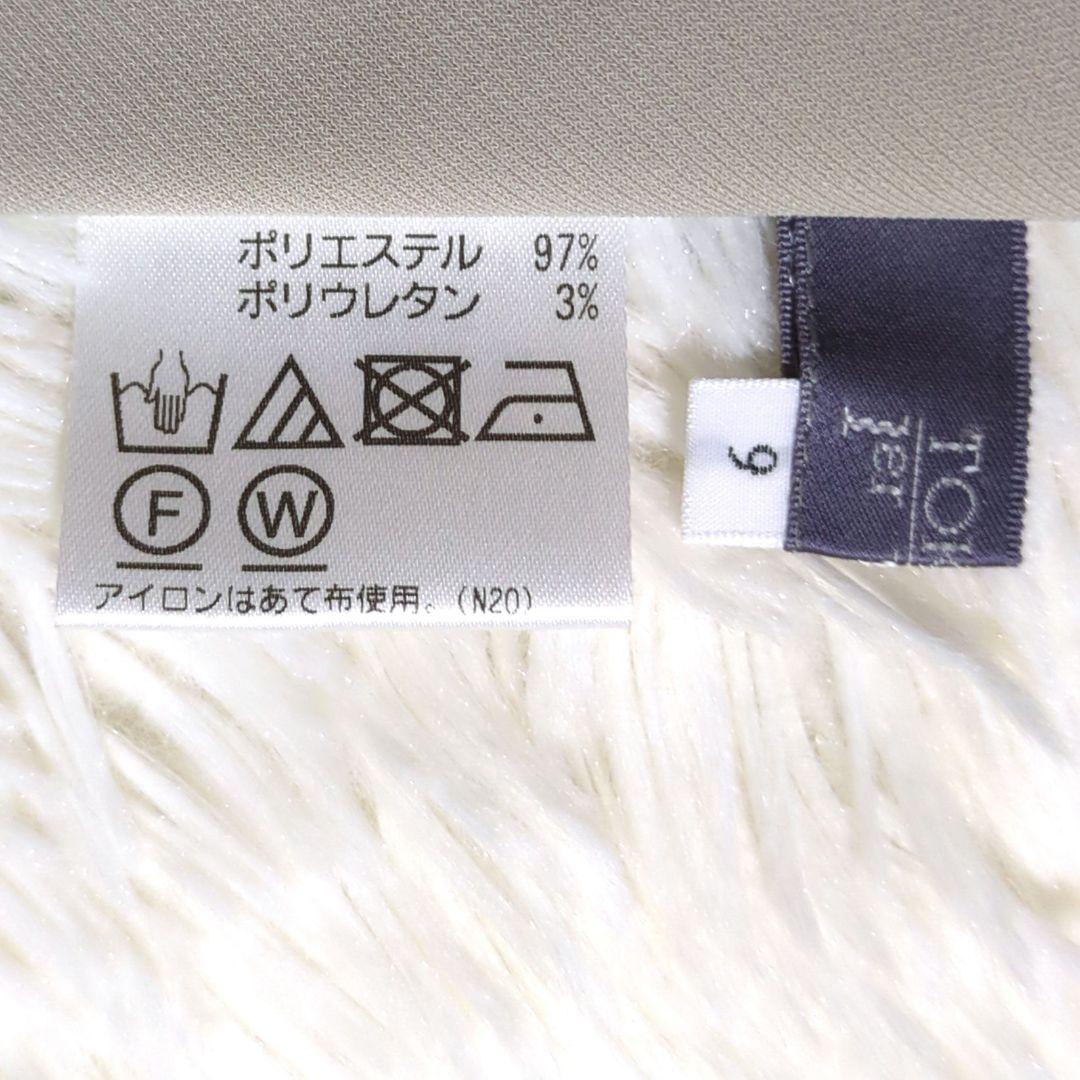 ポリエステル 97%
ポリウレタン 3%
F W
アイロンはあて布使用。(N20)
9